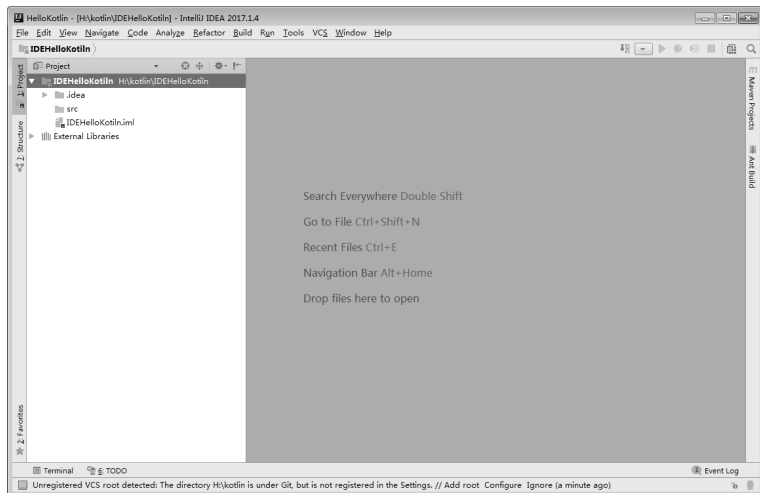 HelloKotlin - [H:\kotlin\IDEHelloKotiln] - IntelliJ IDEA 2017.1.4
File Edit View Navigate Code Analyze Refactor Build Run Tools VCS Window Help
IDEHelloKotiln
Project
IDEHelloKotiln H:\kotlin\IDEHelloKotiln
.idea
src
IDEHelloKotiln.iml
External Libraries
1: Project
7: Structure
2: Favorites
Search Everywhere Double Shift
Go to File Ctrl+Shift+N
Recent Files Ctrl+E
Navigation Bar Alt+Home
Drop files here to open
Maven Projects
Ant Build
Terminal
6: TODO
Event Log
Unregistered VCS root detected: The directory H:\kotlin is under Git, but is not registered in the Settings. // Add root Configure Ignore (a minute ago)